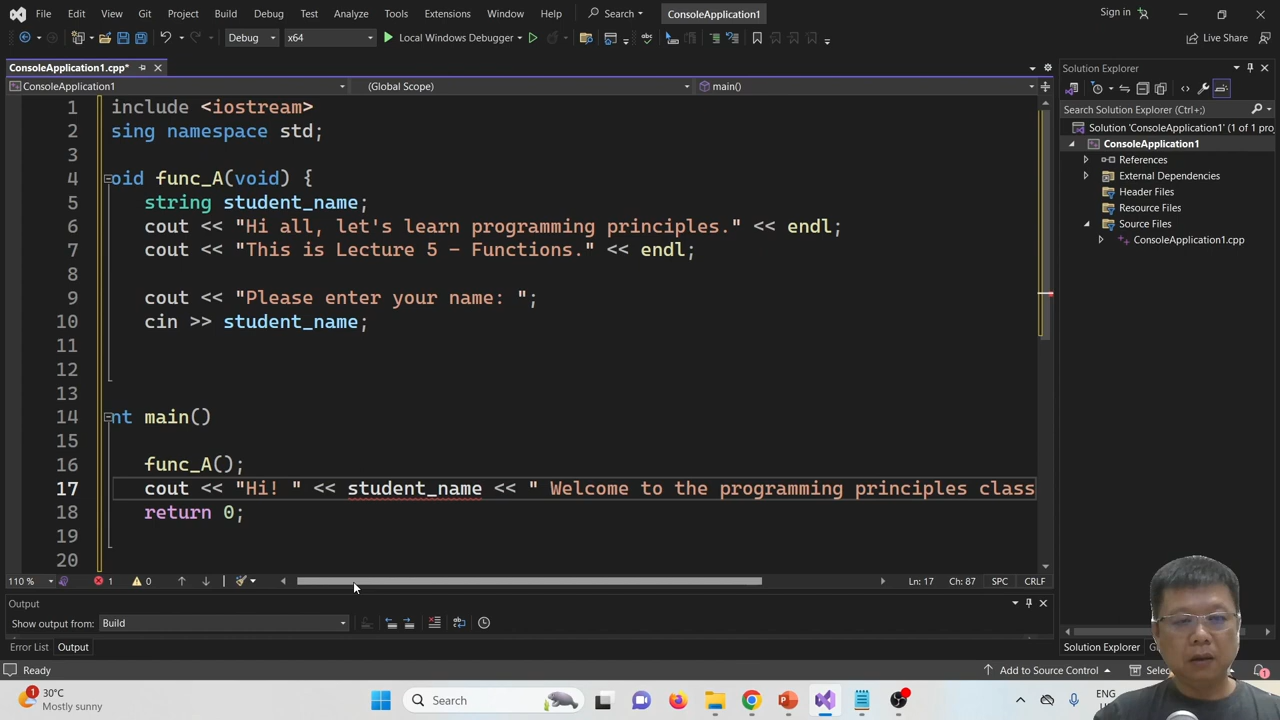 File Edit View Git Project Build Debug Test Analyze Tools Extensions Window Help Search ConsoleApplication1 Sign in
Debug x64 Local Windows Debugger Live Share
ConsoleApplication1.cpp* Solution Explorer
ConsoleApplication1 (Global Scope) main()
Search Solution Explorer (Ctrl+;)
Solution 'ConsoleApplication1' (1 of 1 pro
ConsoleApplication1
References
External Dependencies
Header Files
Resource Files
Source Files
ConsoleApplication1.cpp
1 include <iostream>
2 sing namespace std;
3
4 oid func_A(void) {
5 string student_name;
6 cout << "Hi all, let's learn programming principles." << endl;
7 cout << "This is Lecture 5 - Functions." << endl;
8
9 cout << "Please enter your name: ";
10 cin >> student_name;
11
12
13
14 nt main()
15
16 func_A();
17 cout << "Hi! " << student_name << " Welcome to the programming principles class
18 return 0;
19
20
110 % 1 0 Ln: 17 Ch: 87 SPC CRLF
Output
Show output from: Build
Error List Output Solution Explorer
Ready Add to Source Control 1
1 30°C
Mostly sunny
Search
ENG